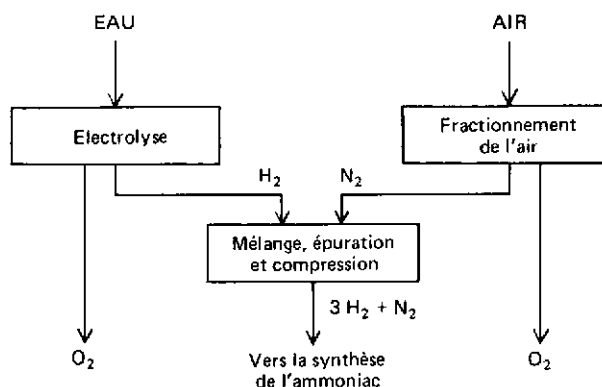 EAU
AIR
Electrolyse
Fractionnement
de l'air
H₂
N₂
Mélange, épuration
et compression
3 H₂ + N₂
O₂
Vers la synthèse
de l'ammoniac
O₂